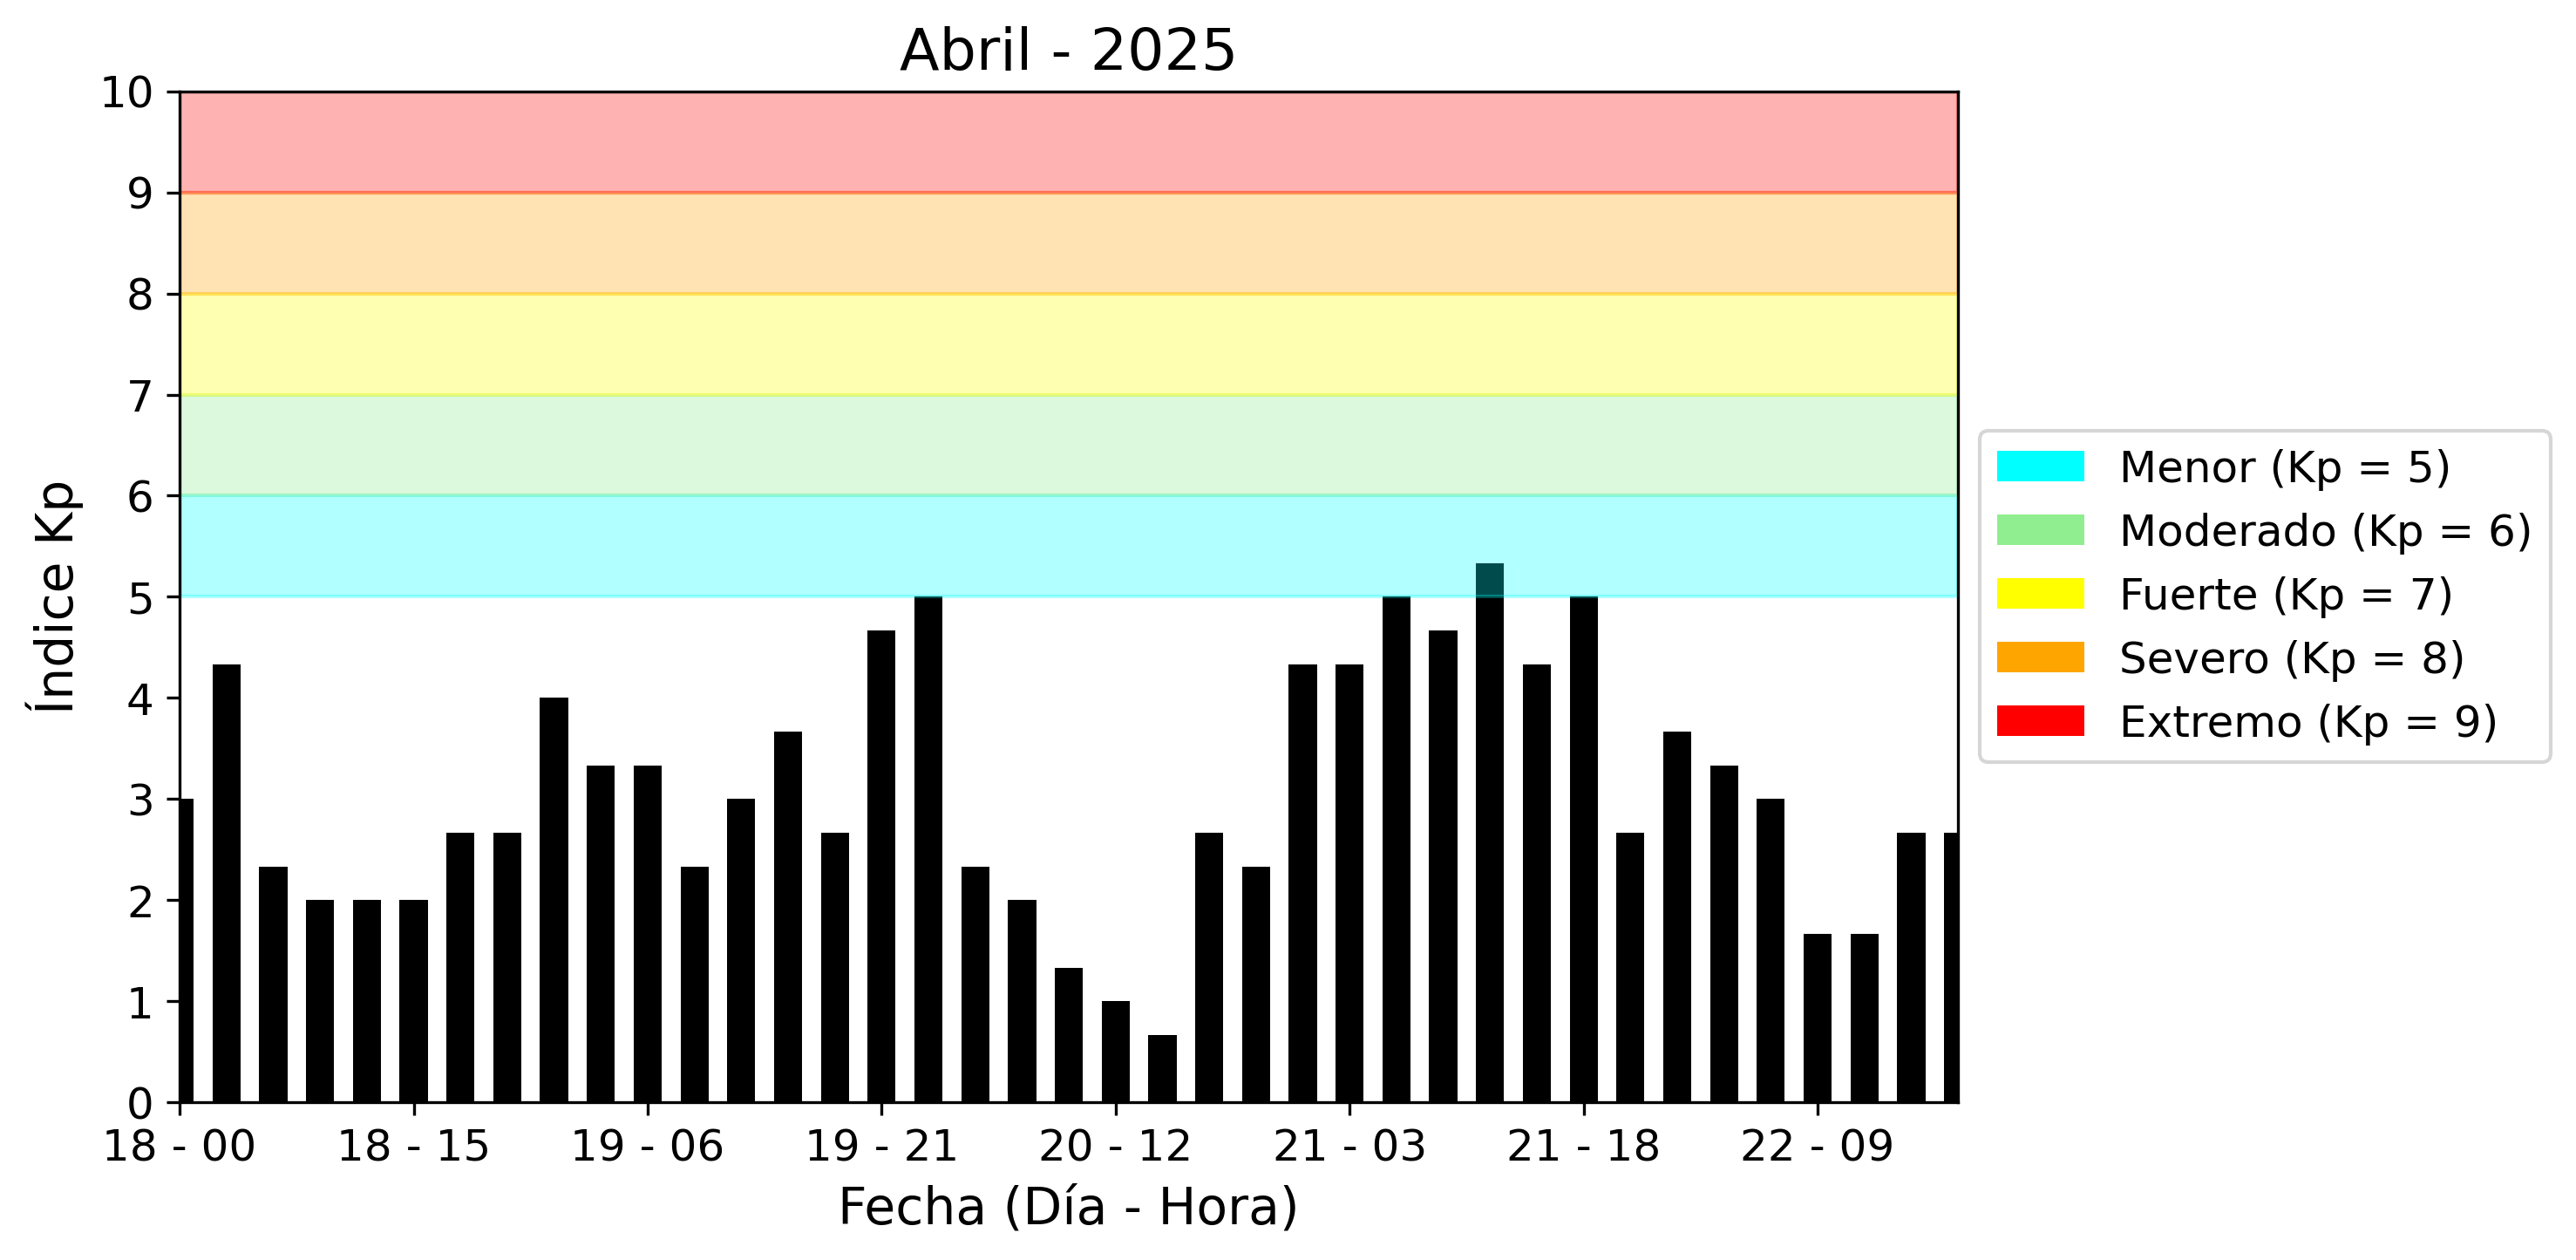 Abril - 2025
10
9
8
7
6
5
4
3
2
1
0
Índice Kp
18 - 00
18 - 15
19 - 06
19 - 21
20 - 12
21 - 03
21 - 18
22 - 09
Fecha (Día - Hora)
Menor (Kp = 5)
Moderado (Kp = 6)
Fuerte (Kp = 7)
Severo (Kp = 8)
Extremo (Kp = 9)